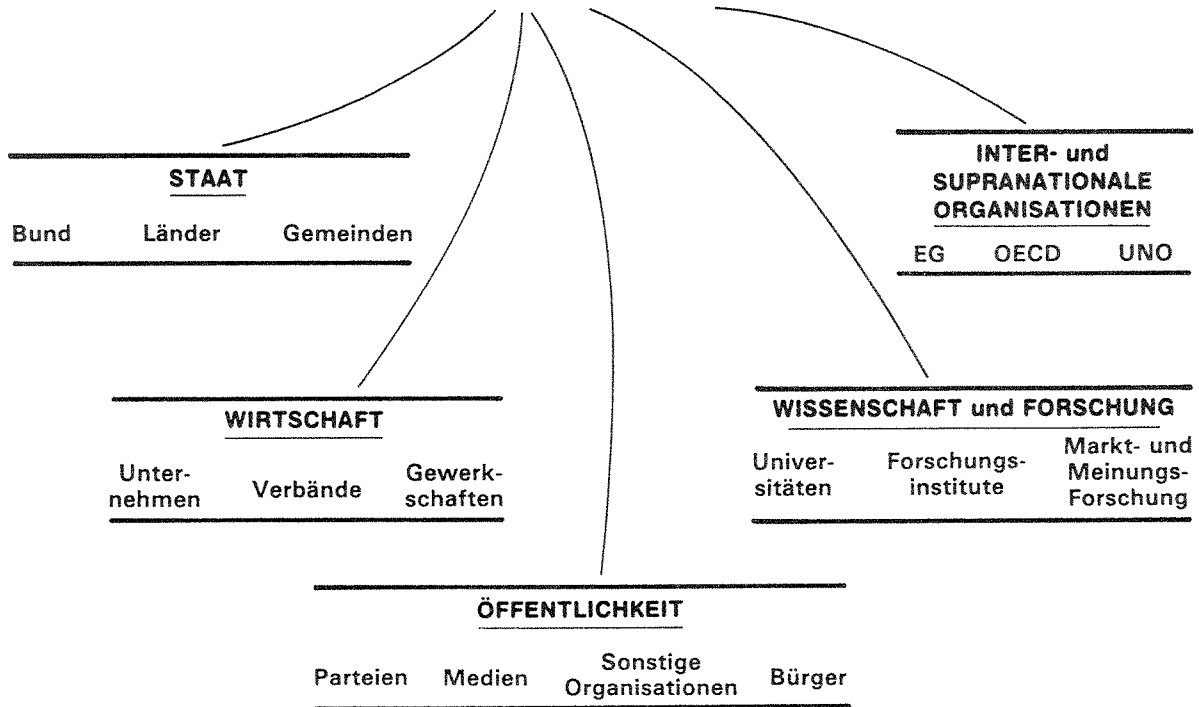 STAAT
Bund Länder Gemeinden
INTER- und
SUPRANATIONALE
ORGANISATIONEN
EG OECD UNO
WIRTSCHAFT
Unter-
nehmen
Verbände
Gewerk-
schaften
WISSENSCHAFT und FORSCHUNG
Univer-
sitäten
Forschungs-
institute
Markt- und
Meinungs-
Forschung
ÖFFENTLICHKEIT
Parteien
Medien
Sonstige
Organisationen
Bürger